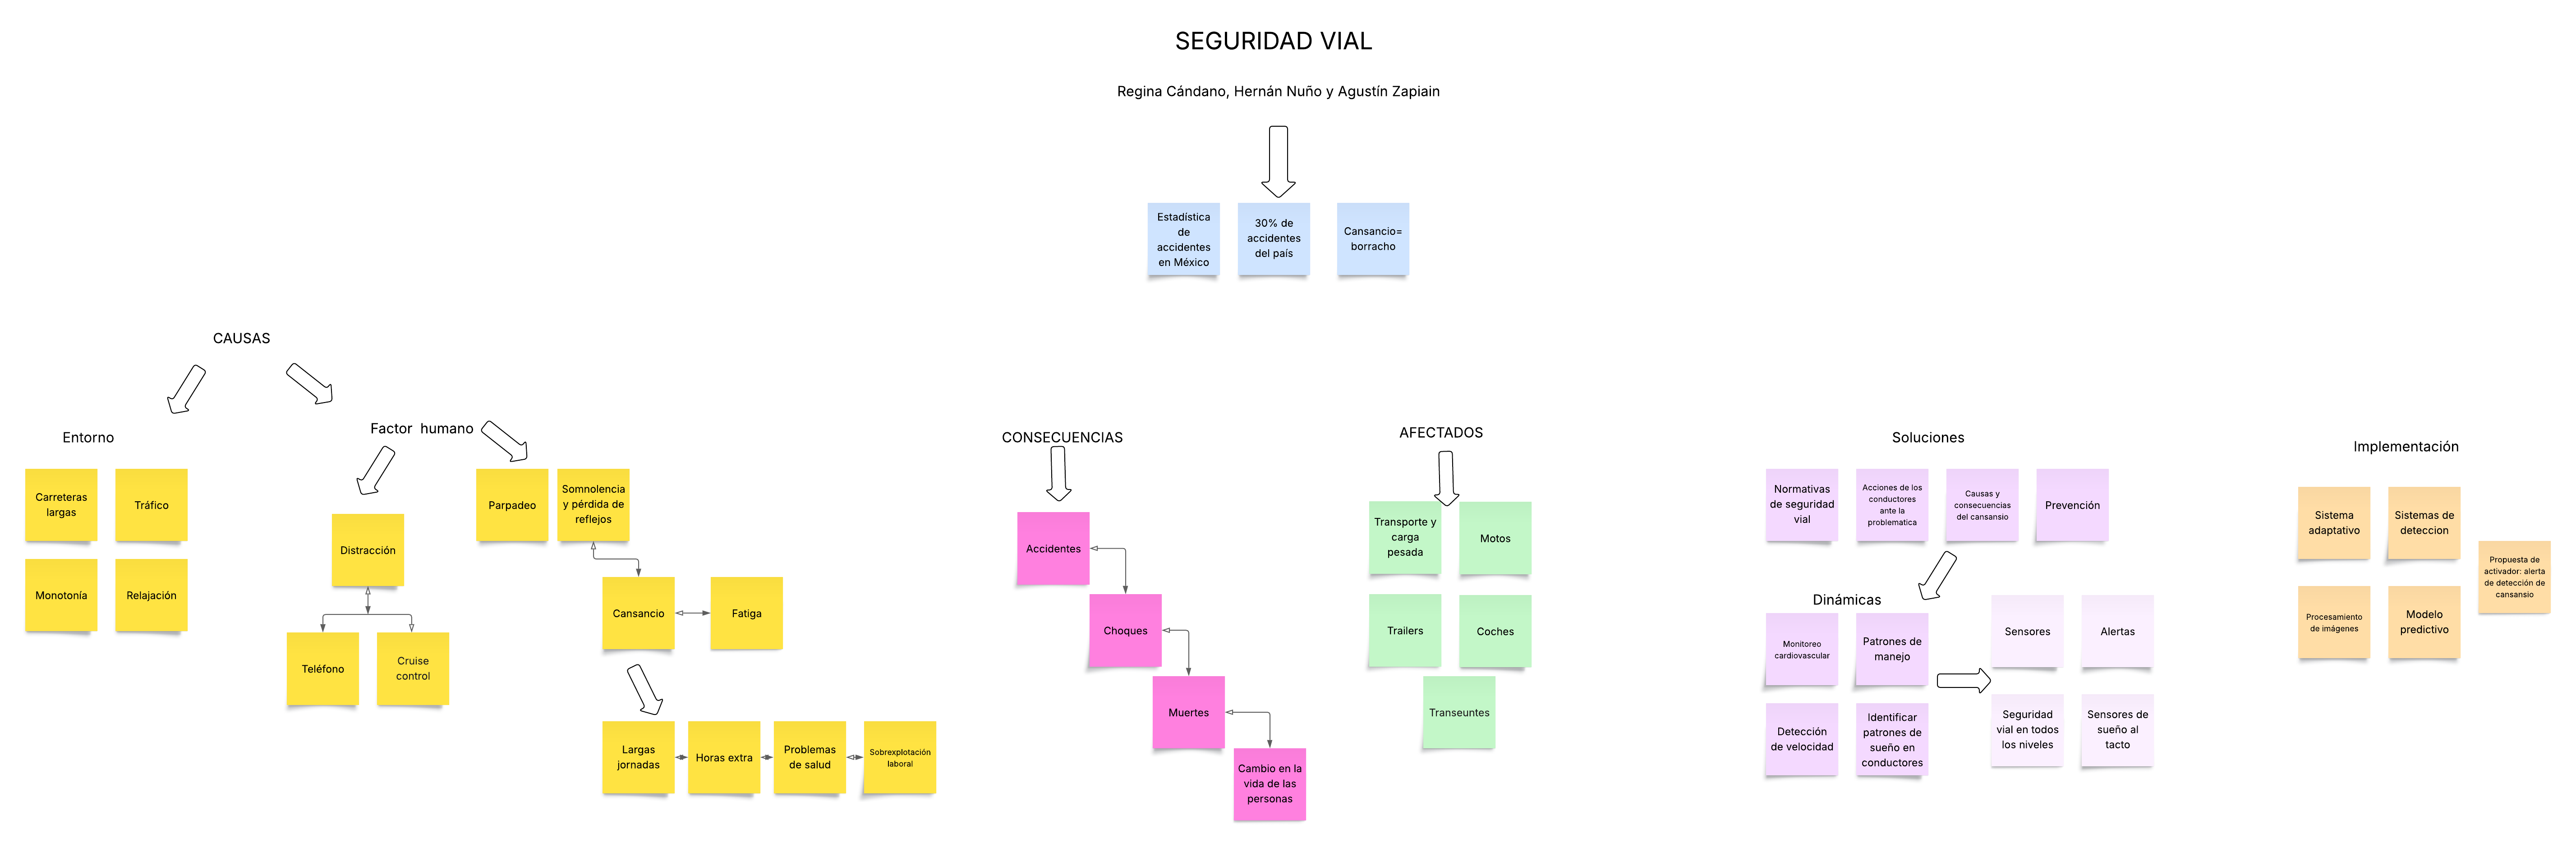 SEGURIDAD VIAL
Regina Cándano, Hernán Nuño y Agustín Zapiain
Estadística
de
accidentes
en México
30% de
accidentes
del país
Cansancio=
borracho
CAUSAS
Entorno
Carreteras
largas
Tráfico
Monotonía
Relajación
Factor humano
Distracción
Teléfono
Cruise
control
Parpadeo
Somnolencia
y pérdida de
reflejos
Cansancio
Fatiga
Largas
jornadas
Horas extra
Problemas
de salud
Sobrexplotación
laboral
CONSECUENCIAS
Accidentes
Choques
Muertes
Cambio en la
vida de las
personas
AFECTADOS
Transporte y
carga
pesada
Motos
Trailers
Coches
Transeuntes
Soluciones
Normativas
de seguridad
vial
Acciones de los
conductores
ante la
problematica
Causas y
consecuencias
del cansansio
Prevención
Dinámicas
Monitoreo
cardiovascular
Patrones de
manejo
Detección
de velocidad
Identificar
patrones de
sueño en
conductores
Sensores
Alertas
Seguridad
vial en todos
los niveles
Sensores de
sueño al
tacto
Implementación
Sistema
adaptativo
Sistemas de
deteccion
Procesamiento
de imágenes
Modelo
predictivo
Propuesta de
activador: alerta
de detección de
cansansio